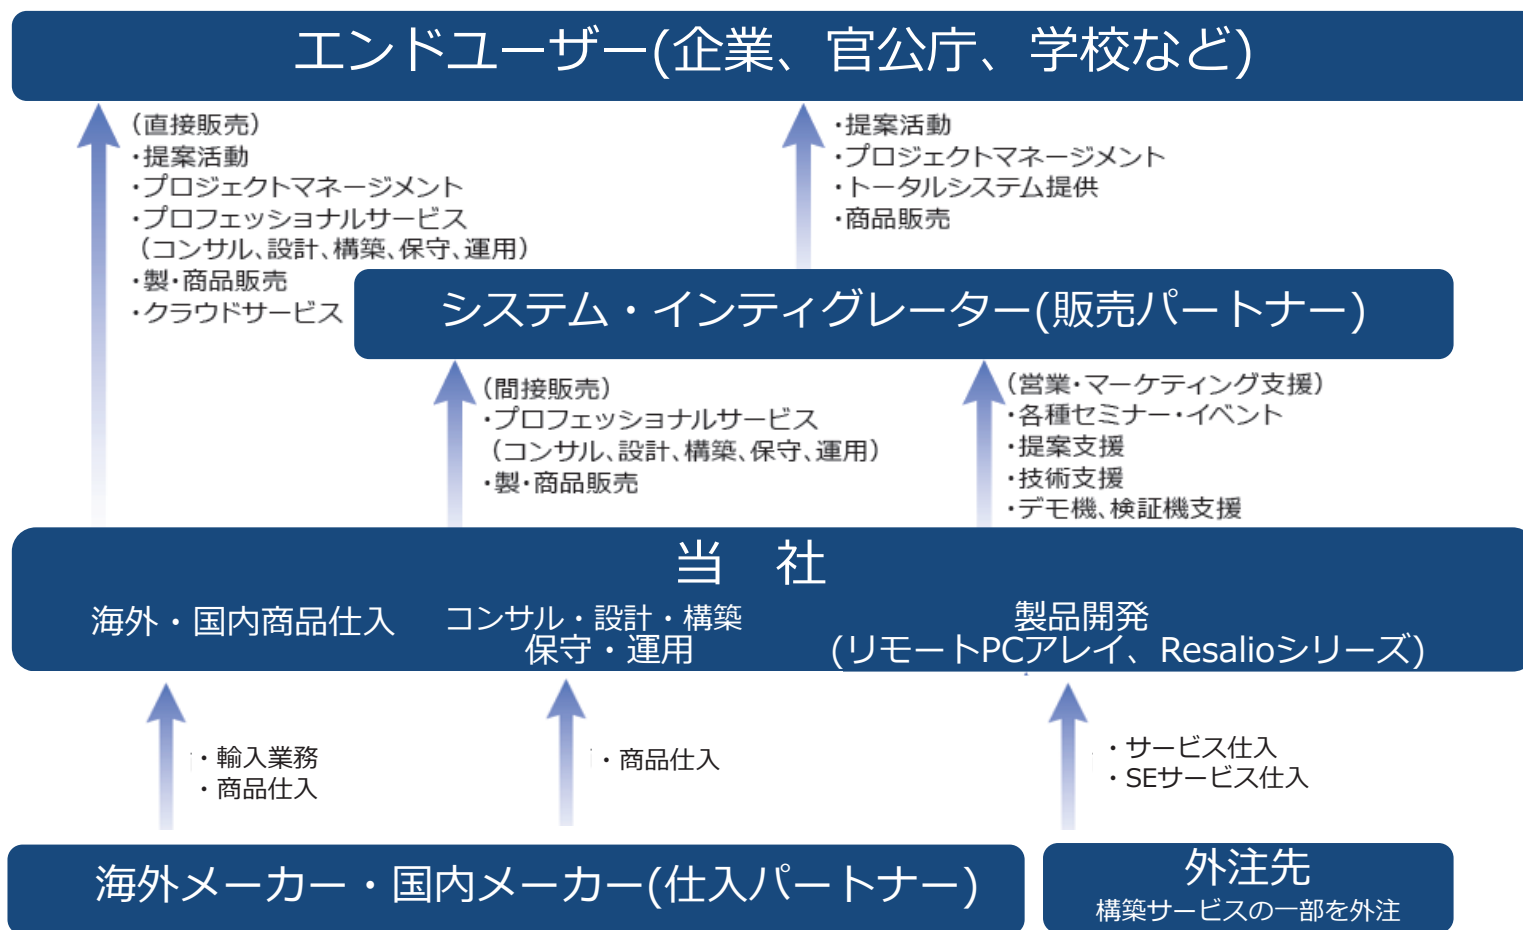 エンドユーザー(企業、官公庁、学校など)
(直接販売)
・提案活動
・プロジェクトマネージメント
・プロフェッショナルサービス
(コンサル、設計、構築、保守、運用)
・製・商品販売
・クラウドサービス
・提案活動
・プロジェクトマネージメント
・トータルシステム提供
・商品販売
システム・インティグレーター(販売パートナー)
(間接販売)
・プロフェッショナルサービス
(コンサル、設計、構築、保守、運用)
・製・商品販売
(営業・マーケティング支援)
・各種セミナー・イベント
・提案支援
・技術支援
・デモ機、検証機支援
当 社
海外・国内商品仕入
コンサル・設計・構築
保守・運用
製品開発
(リモートPCアレイ、Resalioシリーズ)
・輸入業務
・商品仕入
・商品仕入
・サービス仕入
・SEサービス仕入
海外メーカー・国内メーカー(仕入パートナー)
外注先
構築サービスの一部を外注